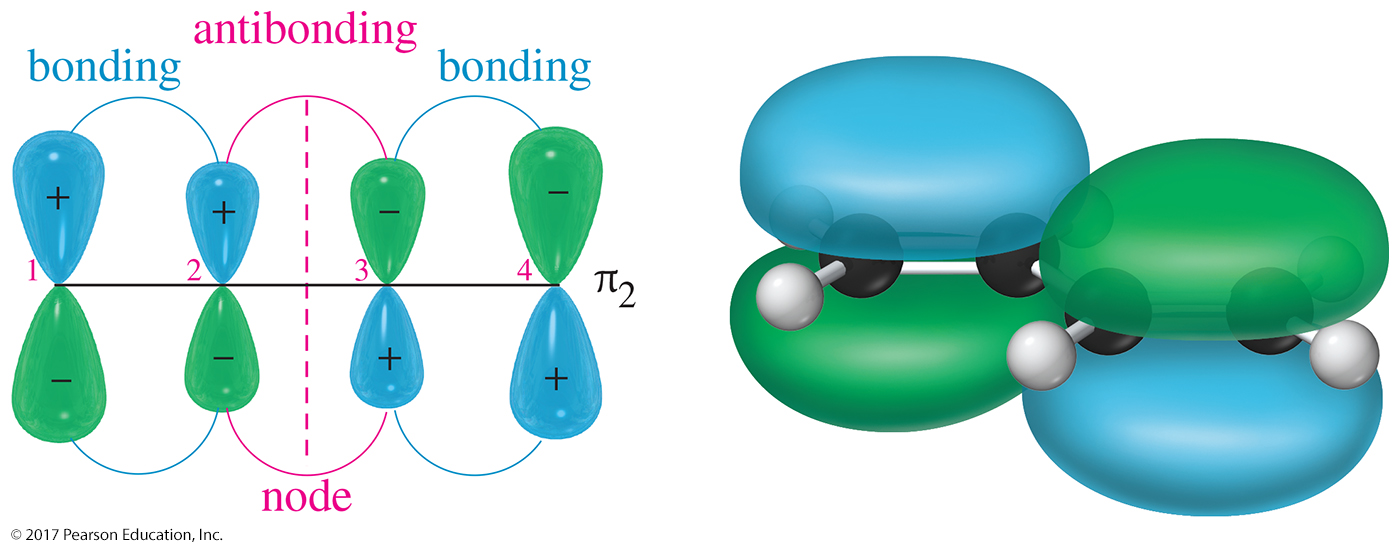 antibonding
bonding bonding
+ + − −
1 2 3 4 π₂
− − + +
node
© 2017 Pearson Education, Inc.